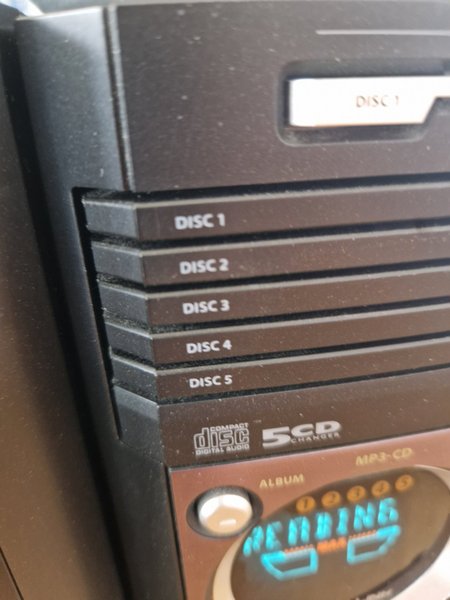 DISC 1
DISC 1
DISC 2
DISC 3
DISC 4
DISC 5
COMPACT
disc
DIGITAL AUDIO
5CD
CHANGER
ALBUM
MP3-CD
1 2 3 4 5
READING